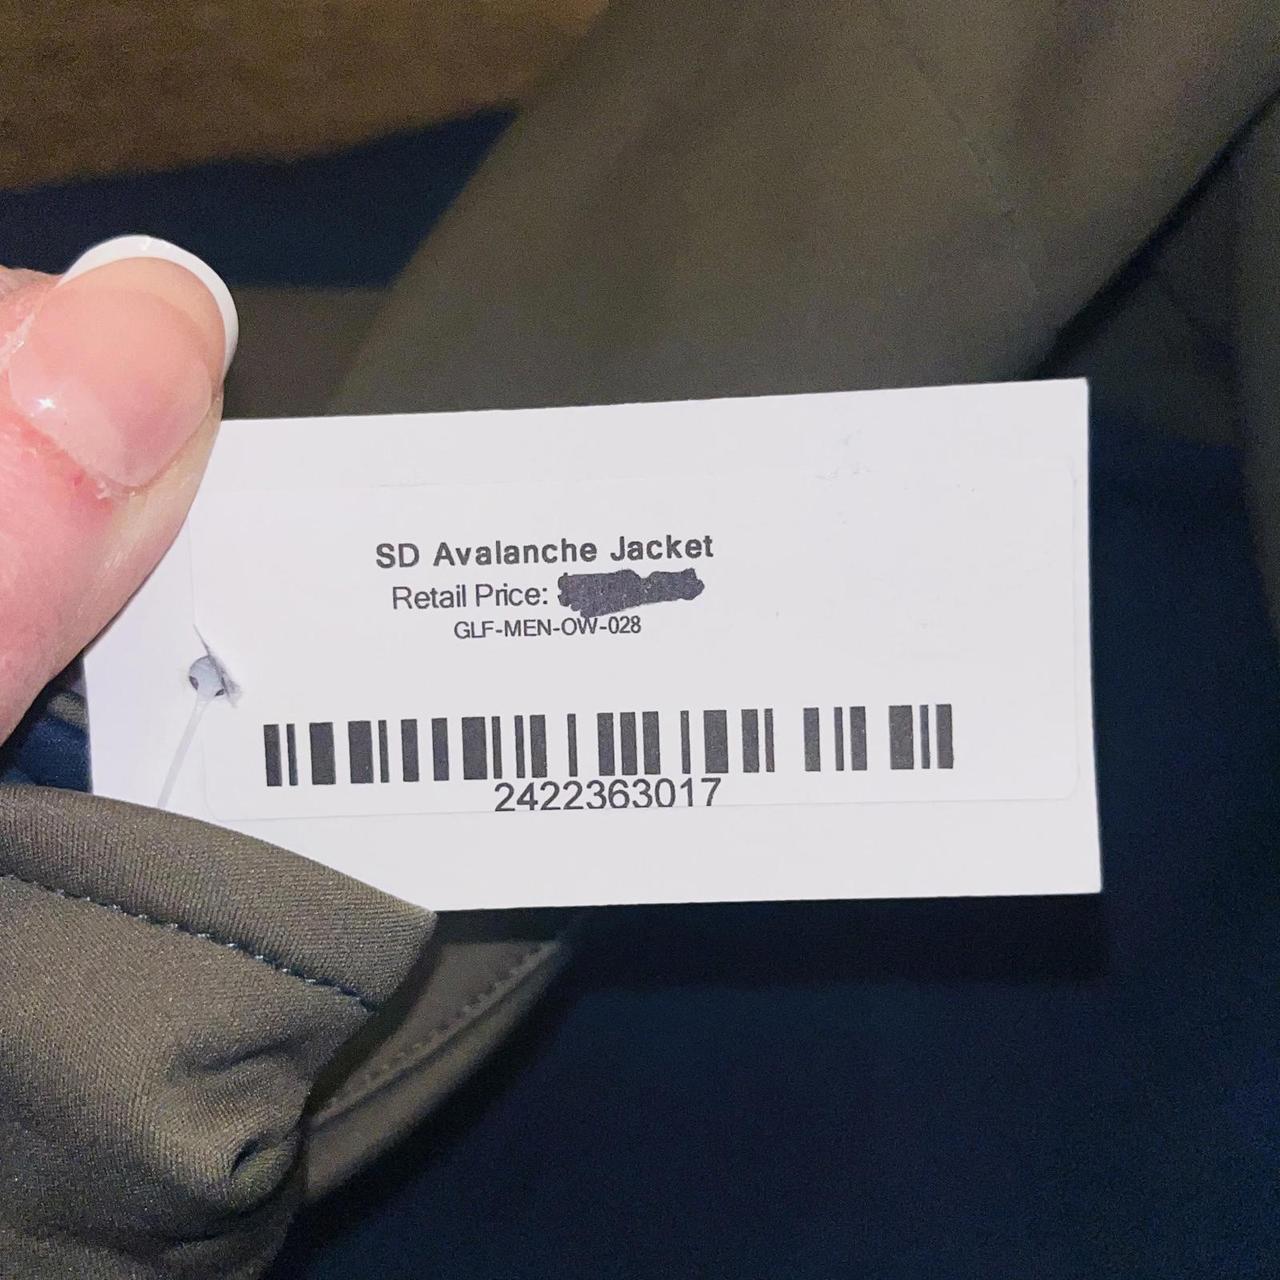 SD Avalanche Jacket
Retail Price:
GLF-MEN-OW-028
2422363017